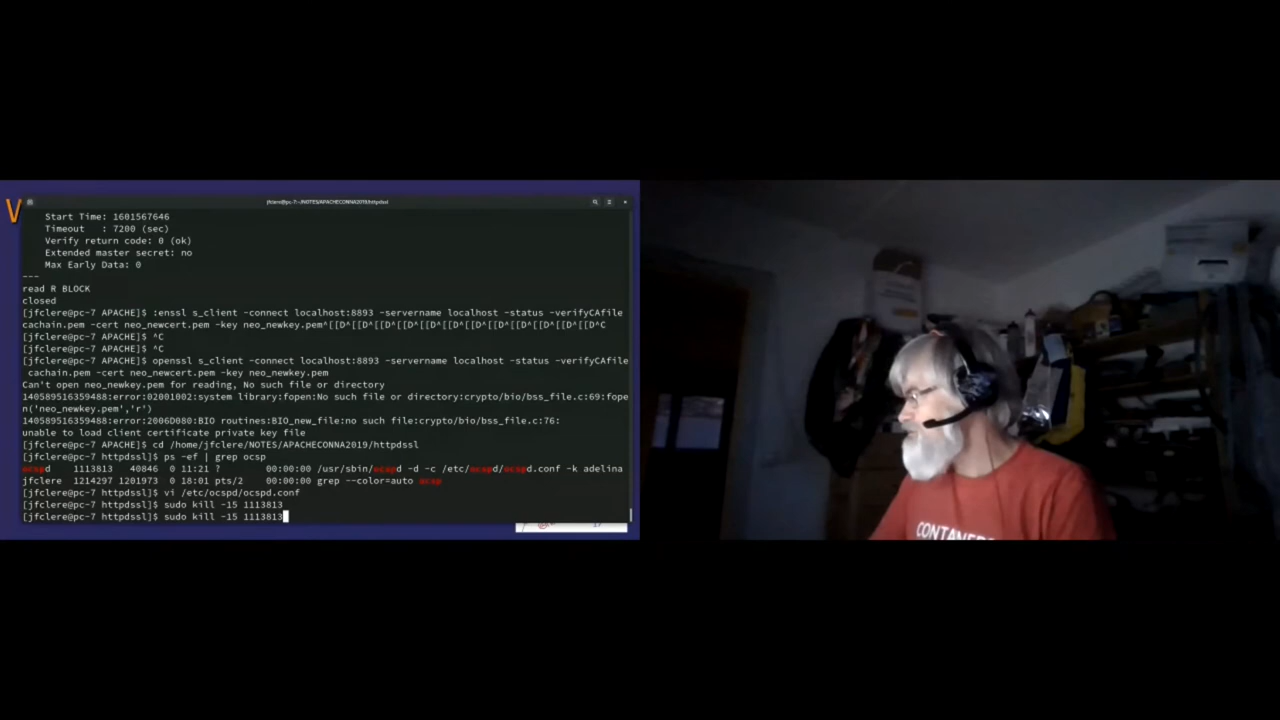 V
jfclere@pc-7:~/NOTES/APACHECONNA2019/httpdssl
Start Time: 1601567646
Timeout   : 7200 (sec)
Verify return code: 0 (ok)
Extended master secret: no
Max Early Data: 0
---
read R BLOCK
closed
[jfclere@pc-7 APACHE]$ :enssl s_client -connect localhost:8893 -servername localhost -status -verifyCAfile
cachain.pem -cert neo_newcert.pem -key neo_newkey.pem^[[D^[[D^[[D^[[D^[[D^[[D^[[D^[[D^[[D^[[D^[[D^[[D^C
[jfclere@pc-7 APACHE]$ ^C
[jfclere@pc-7 APACHE]$ ^C
[jfclere@pc-7 APACHE]$ openssl s_client -connect localhost:8893 -servername localhost -status -verifyCAfile
cachain.pem -cert neo_newcert.pem -key neo_newkey.pem
Can't open neo_newkey.pem for reading, No such file or directory
140589516359488:error:02001002:system library:fopen:No such file or directory:crypto/bio/bss_file.c:69:fope
n('neo_newkey.pem','r')
140589516359488:error:2006D080:BIO routines:BIO_new_file:no such file:crypto/bio/bss_file.c:76:
unable to load client certificate private key file
[jfclere@pc-7 APACHE]$ cd /home/jfclere/NOTES/APACHECONNA2019/httpdssl
[jfclere@pc-7 httpdssl]$ ps -ef | grep ocsp
ocspd    1113813   40846  0 11:21 ?        00:00:00 /usr/sbin/ocspd -d -c /etc/ocspd/ocspd.conf -k adelina
jfclere  1214297 1201973  0 18:01 pts/2    00:00:00 grep --color=auto ocsp
[jfclere@pc-7 httpdssl]$ vi /etc/ocspd/ocspd.conf
[jfclere@pc-7 httpdssl]$ sudo kill -15 1113813
[jfclere@pc-7 httpdssl]$ sudo kill -15 1113813
17